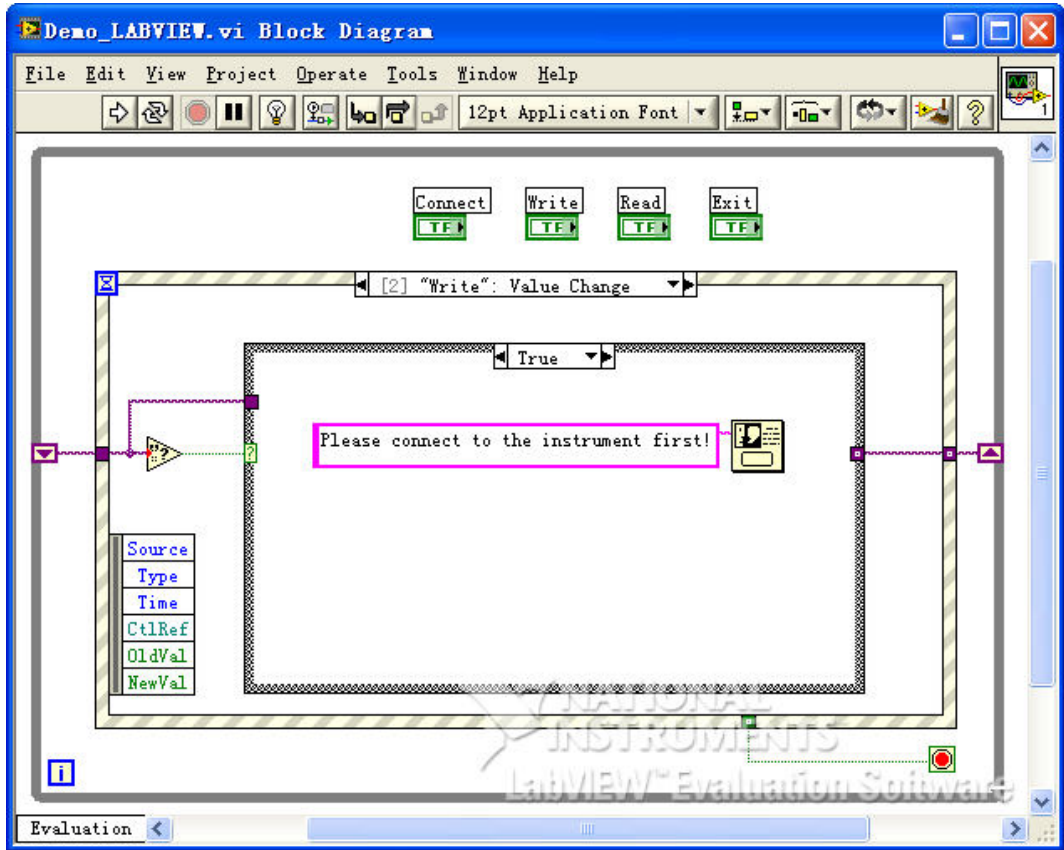 Demo_LABVIEW.vi Block Diagram
File Edit View Project Operate Tools Window Help
12pt Application Font
1
Connect Write Read Exit
TF TF TF TF
[2] "Write": Value Change
True
Please connect to the instrument first!
?
?
Source
Type
Time
CtlRef
OldVal
NewVal
NATIONAL
INSTRUMENTS
LabVIEW™ Evaluation Software
i
Evaluation